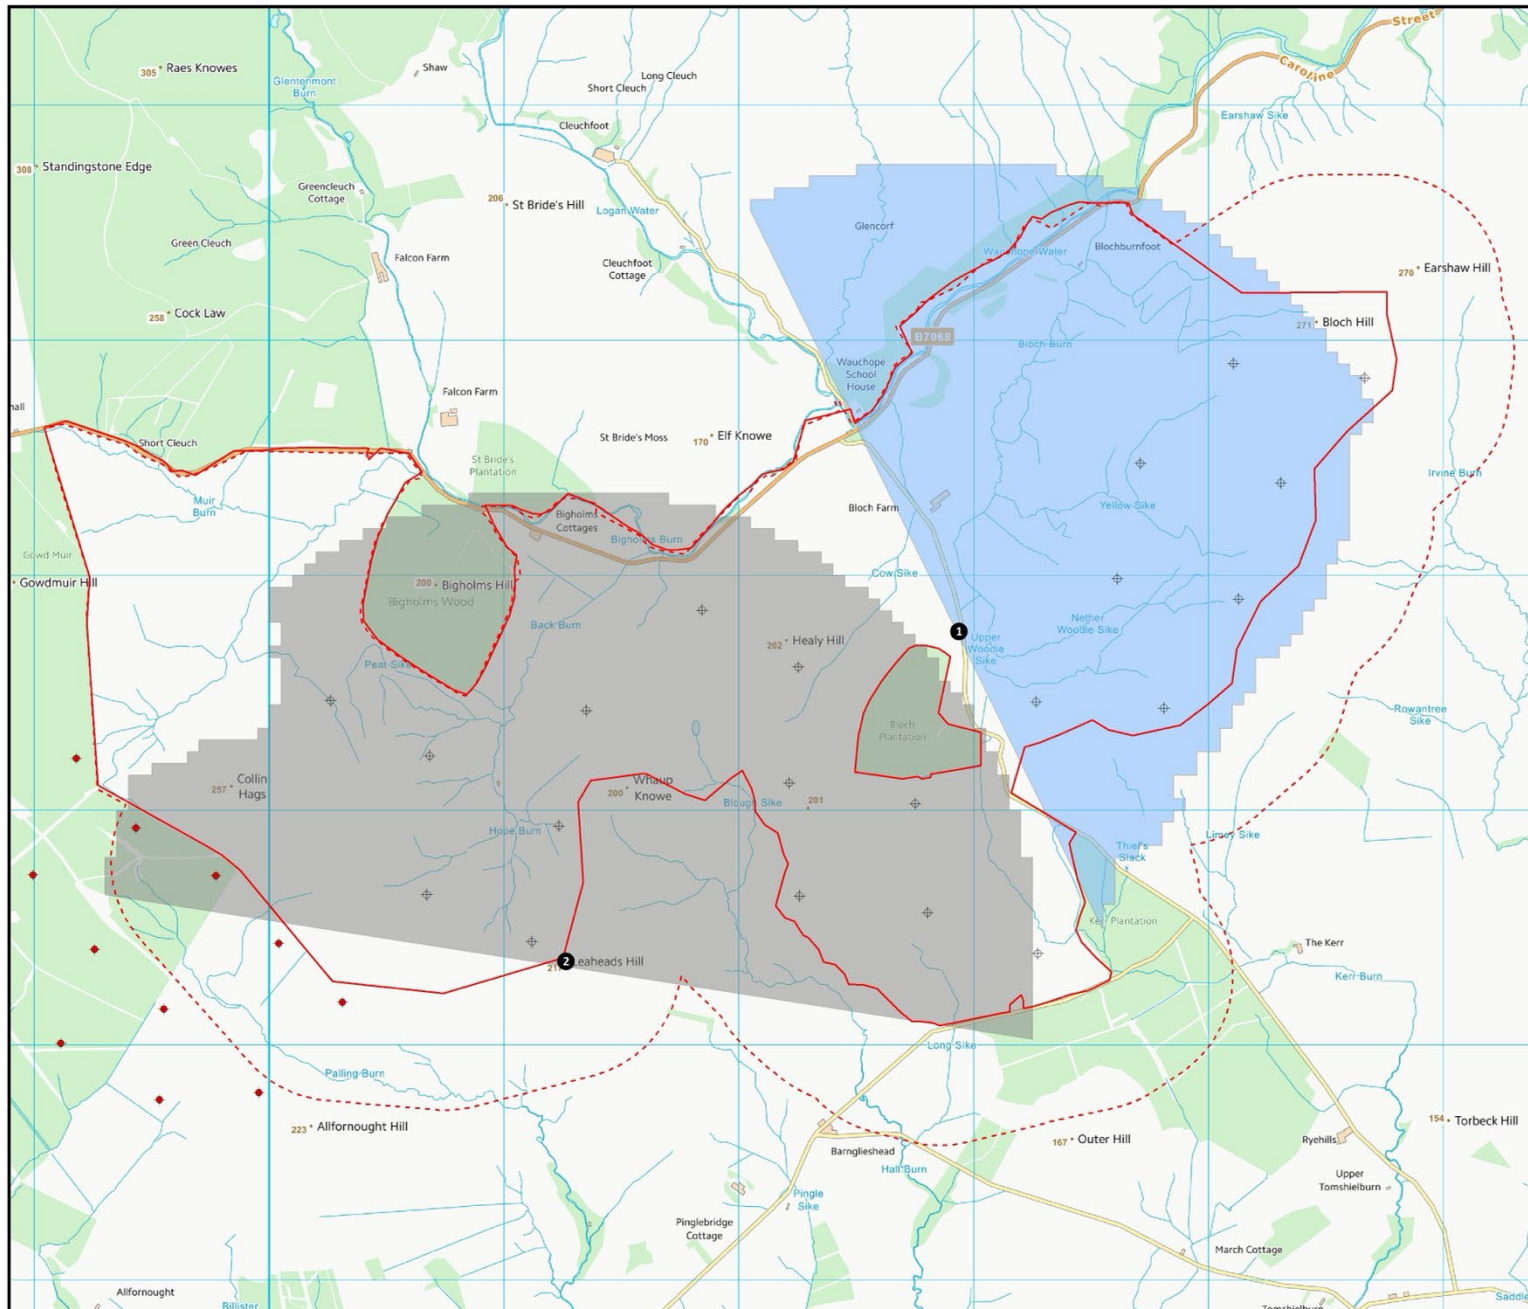 Street
Caroline
305 Raes Knowes
Shaw
Long Cleuch
Short Cleuch
Glentenmont
Burn
Earshaw Sike
Cleuchfoot
308 Standingstone Edge
Greencleuch
Cottage
206 St Bride's Hill
Logan Water
Glencorf
Green Cleuch
Falcon Farm
Cleuchfoot
Cottage
Wauchope Water
Blochburnfoot
270 Earshaw Hill
258 Cock Law
271 Bloch Hill
B7068
Bloch Burn
Wauchope
School
House
Falcon Farm
hall
Short Cleuch
St Bride's Moss
170 Elf Knowe
St Bride's
Plantation
Irvine Burn
Muir
Burn
Bigholms
Cottages
Bloch Farm
Yellow Sike
Bigholms Burn
Gowd Muir
Gowdmuir Hill
200 Bigholms Hill
Bigholms Wood
Cow Sike
Back Burn
Nether
Woodie Sike
1
202 Healy Hill
Upper
Woodie
Sike
Peat Sike
Rowantree
Sike
Bloch
Plantation
257 Collin
Hags
200 Whaup
Knowe
Blough Sike
201
Hope Burn
Limey Sike
Thief's
Slack
Kerr Plantation
The Kerr
2
Leaheads Hill
Kerr Burn
Long Sike
Palling Burn
223 Allfornought Hill
154 Torbeck Hill
167 Outer Hill
Ryehills
Barnglieshead
Hall Burn
Upper
Tomshielburn
Pingle
Sike
Pinglebridge
Cottage
March Cottage
Allfornought
Billister
Saddle
Tomshielburn